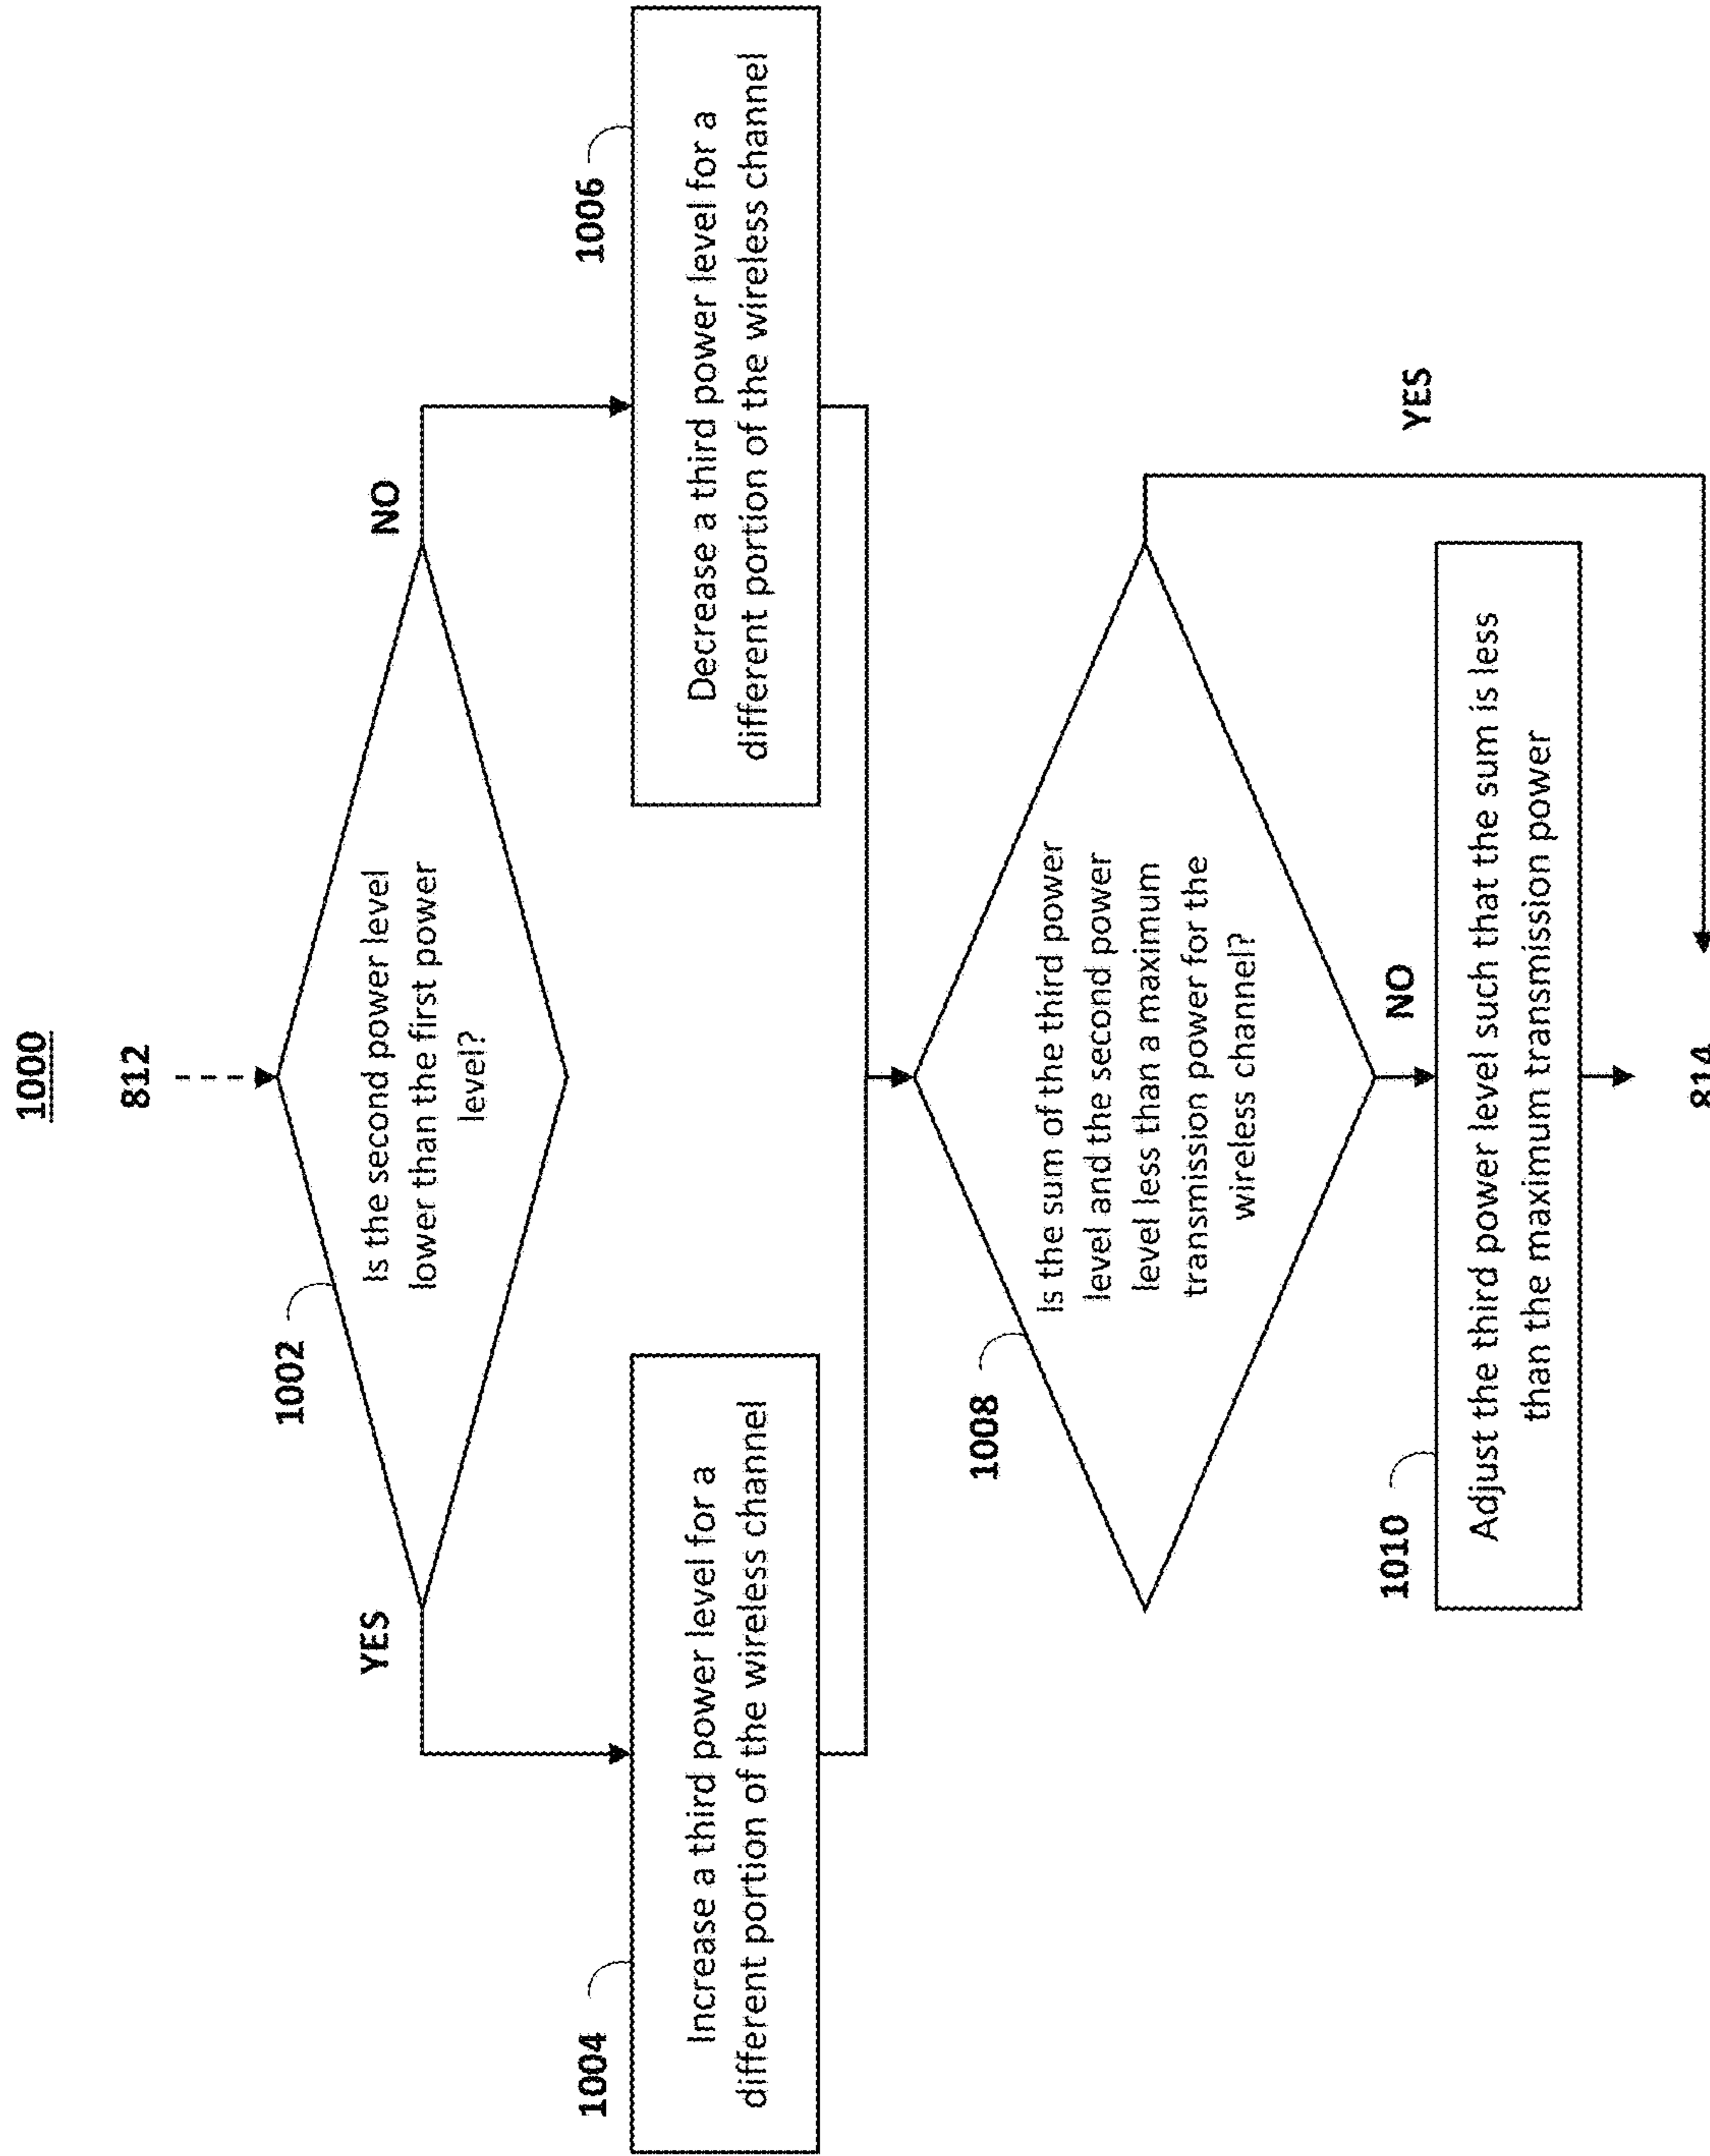 1000
812
1002
Is the second power level
lower than the first power
level?
YES
NO
1004
Increase a third power level for a
different portion of the wireless channel
1006
Decrease a third power level for a
different portion of the wireless channel
1008
Is the sum of the third power
level and the second power
level less than a maximum
transmission power for the
wireless channel?
YES
NO
1010
Adjust the third power level such that the sum is less
than the maximum transmission power
814